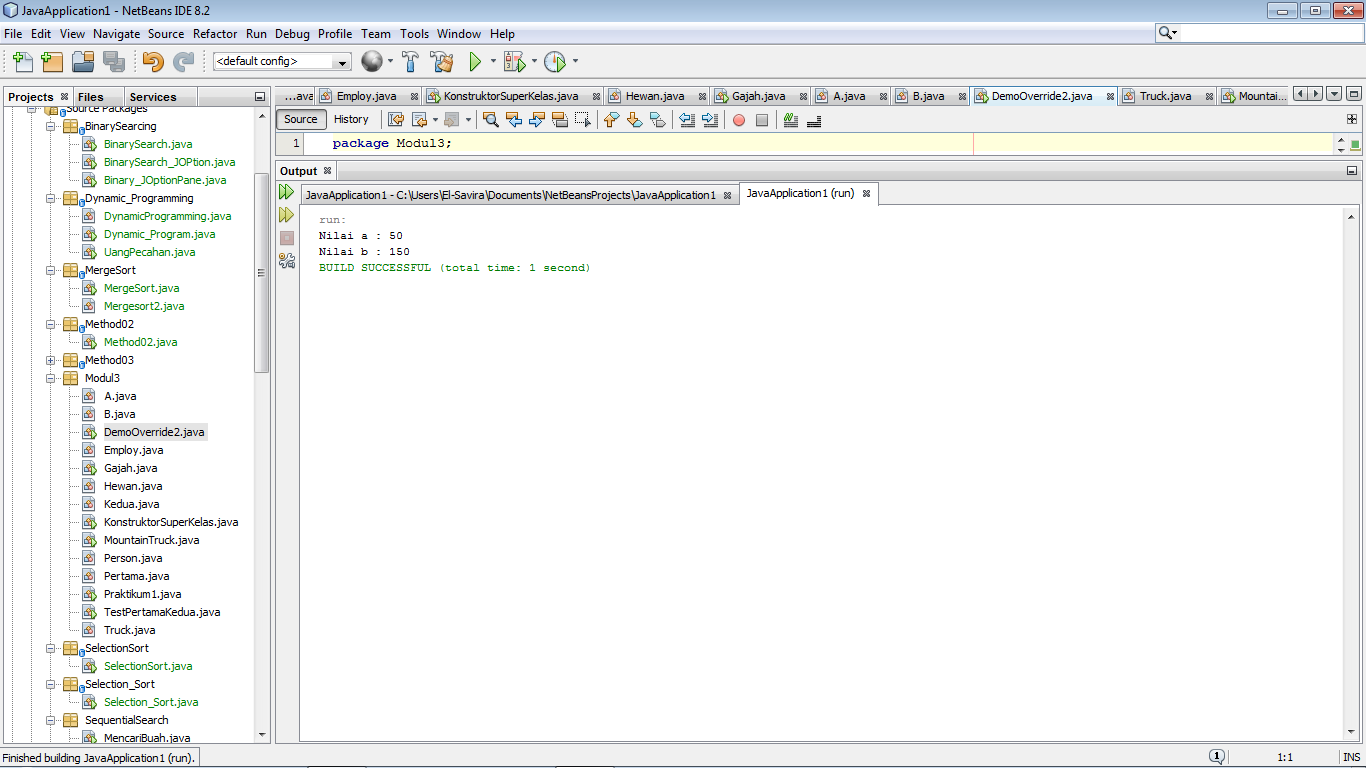 JavaApplication1 - NetBeans IDE 8.2
File Edit View Navigate Source Refactor Run Debug Profile Team Tools Window Help
<default config>
Projects Files Services
...ava Employ.java KonstruktorSuperKelas.java Hewan.java Gajah.java A.java B.java DemoOverride2.java Truck.java Mountai...
Source History
1 package Modul3;
Source Packages
BinarySearcing
BinarySearch.java
BinarySearch_JOPtion.java
Binary_JOptionPane.java
Dynamic_Programming
DynamicProgramming.java
Dynamic_Program.java
UangPecahan.java
MergeSort
MergeSort.java
Mergesort2.java
Method02
Method02.java
Method03
Modul3
A.java
B.java
DemoOverride2.java
Employ.java
Gajah.java
Hewan.java
Kedua.java
KonstruktorSuperKelas.java
MountainTruck.java
Person.java
Pertama.java
Praktikum1.java
TestPertamaKedua.java
Truck.java
SelectionSort
SelectionSort.java
Selection_Sort
Selection_Sort.java
SequentialSearch
MencariBuah.java
Output
JavaApplication1 - C:\Users\El-Savira\Documents\NetBeansProjects\JavaApplication1 JavaApplication1 (run)
run:
Nilai a : 50
Nilai b : 150
BUILD SUCCESSFUL (total time: 1 second)
Finished building JavaApplication1 (run).
1 1:1 INS